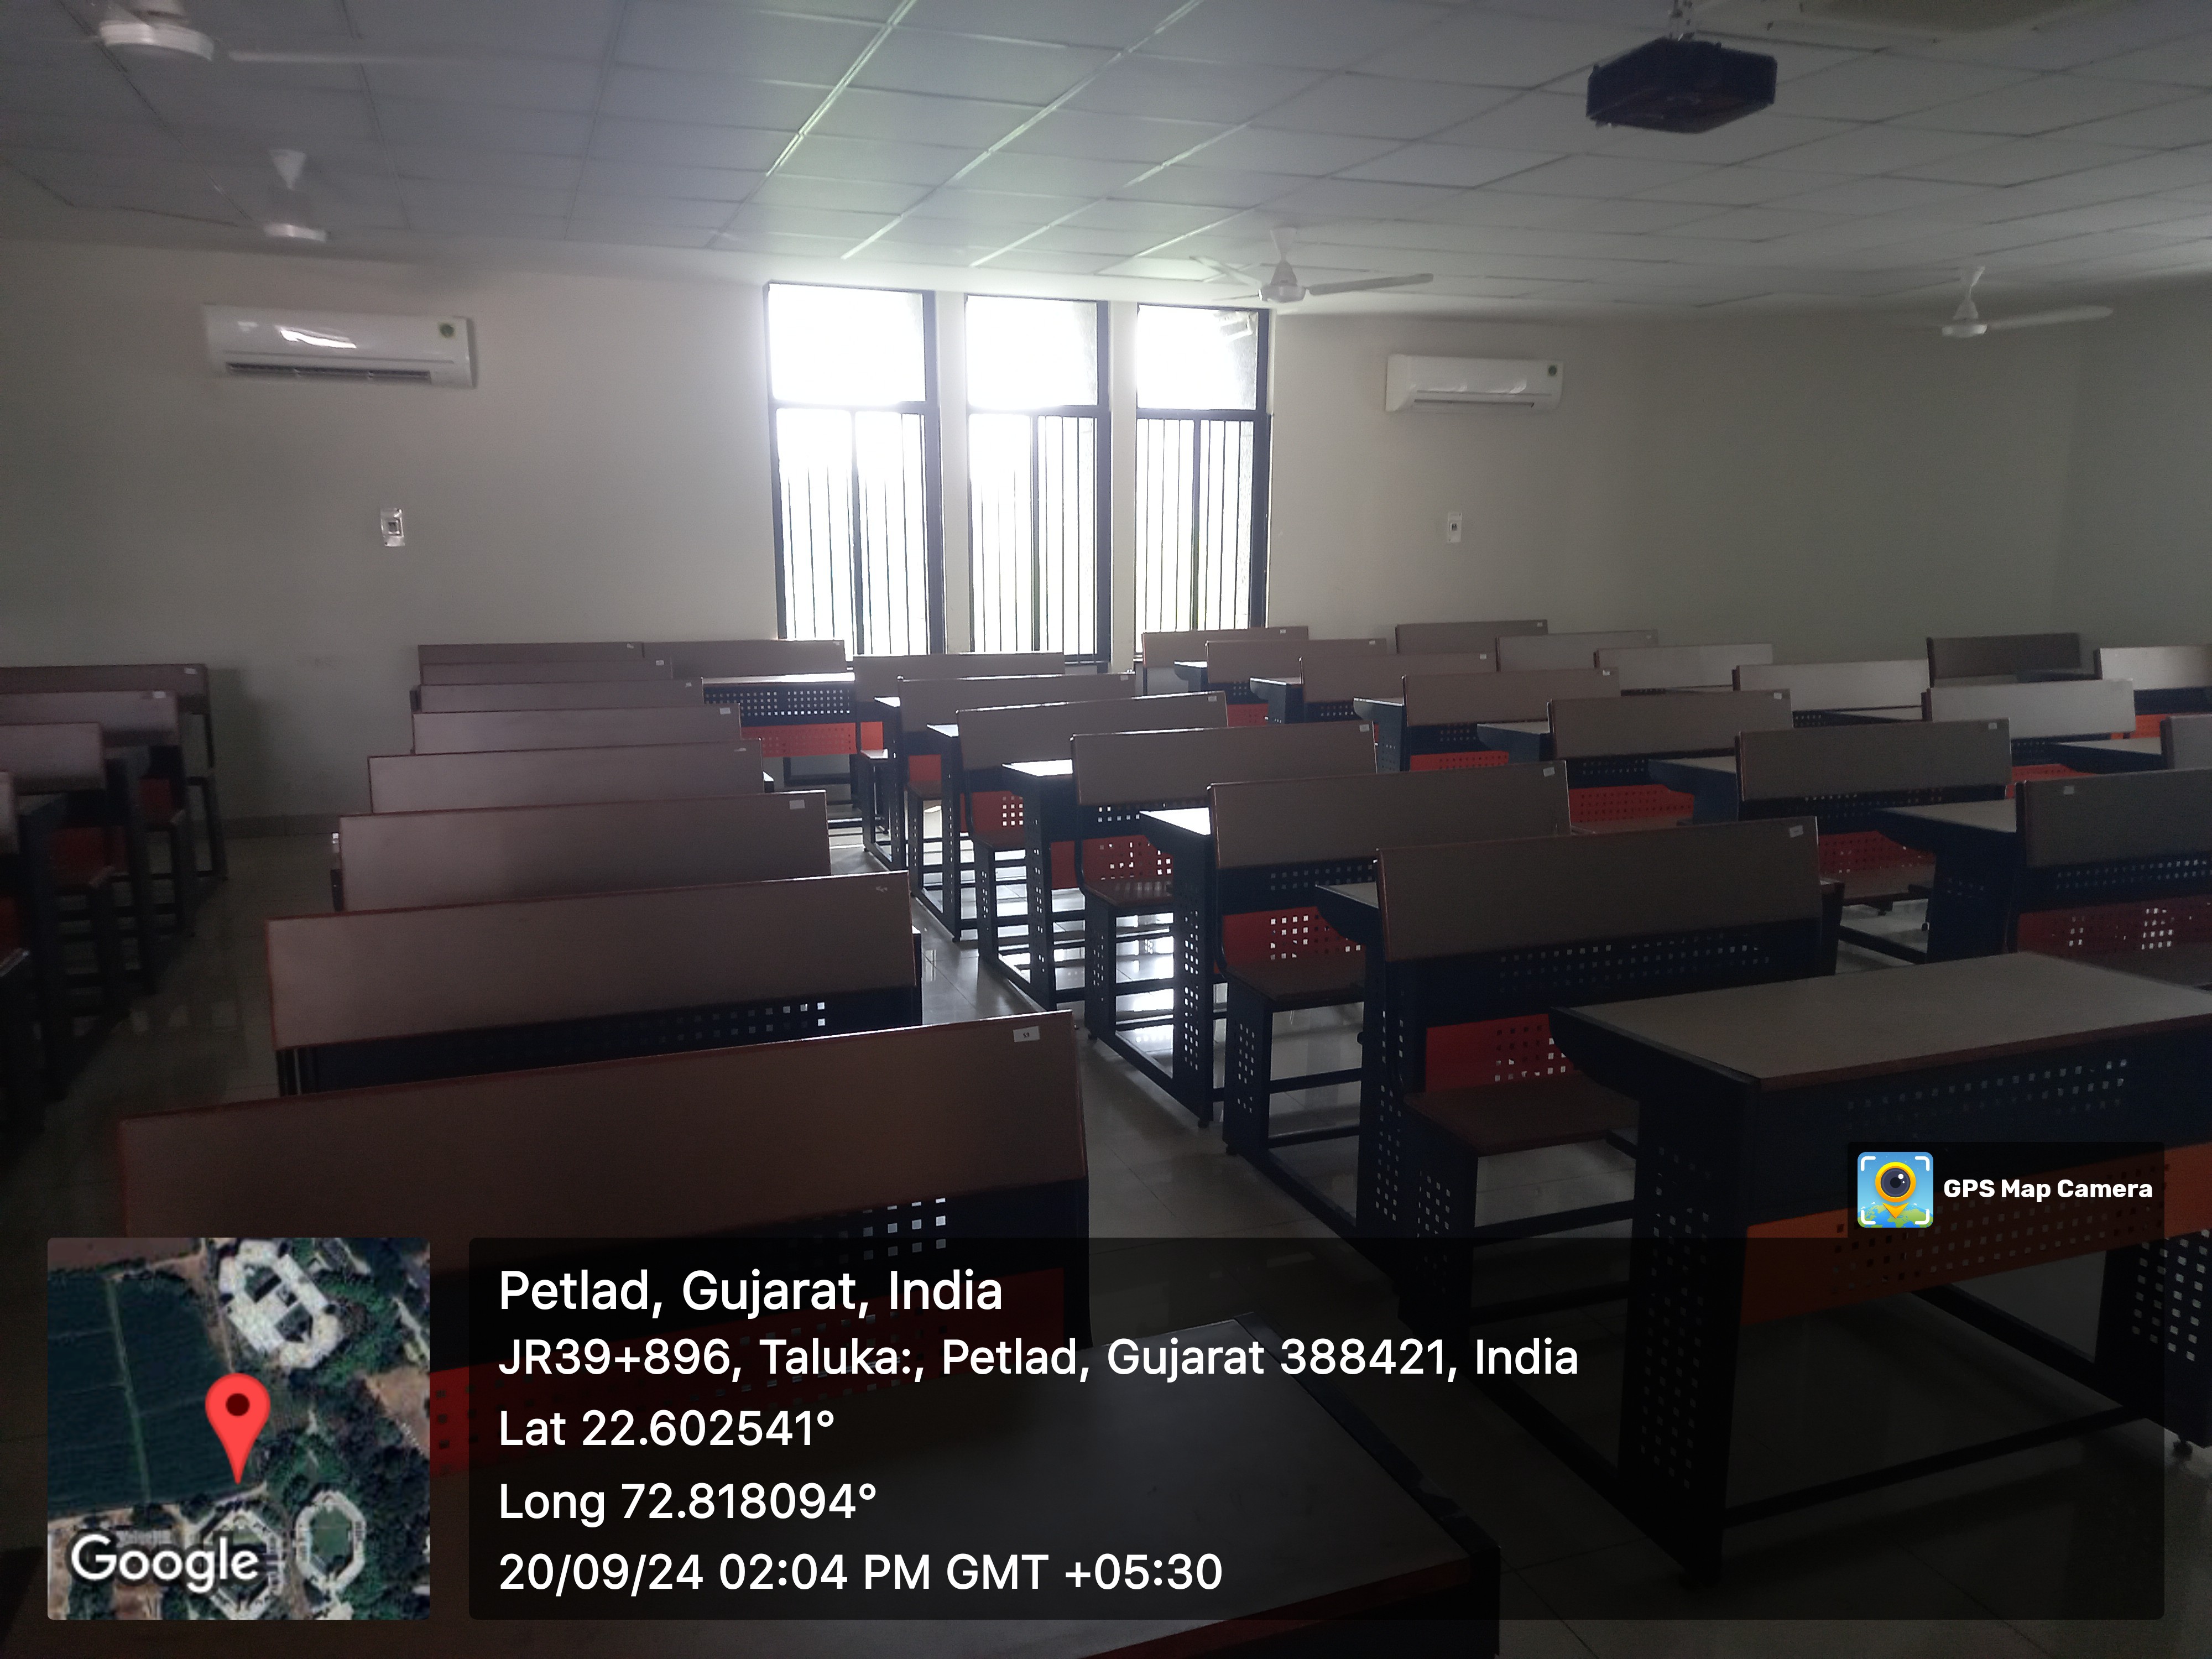 GPS Map Camera
Petlad, Gujarat, India
JR39+896, Taluka:, Petlad, Gujarat 388421, India
Lat 22.602541°
Long 72.818094°
20/09/24 02:04 PM GMT +05:30
Google